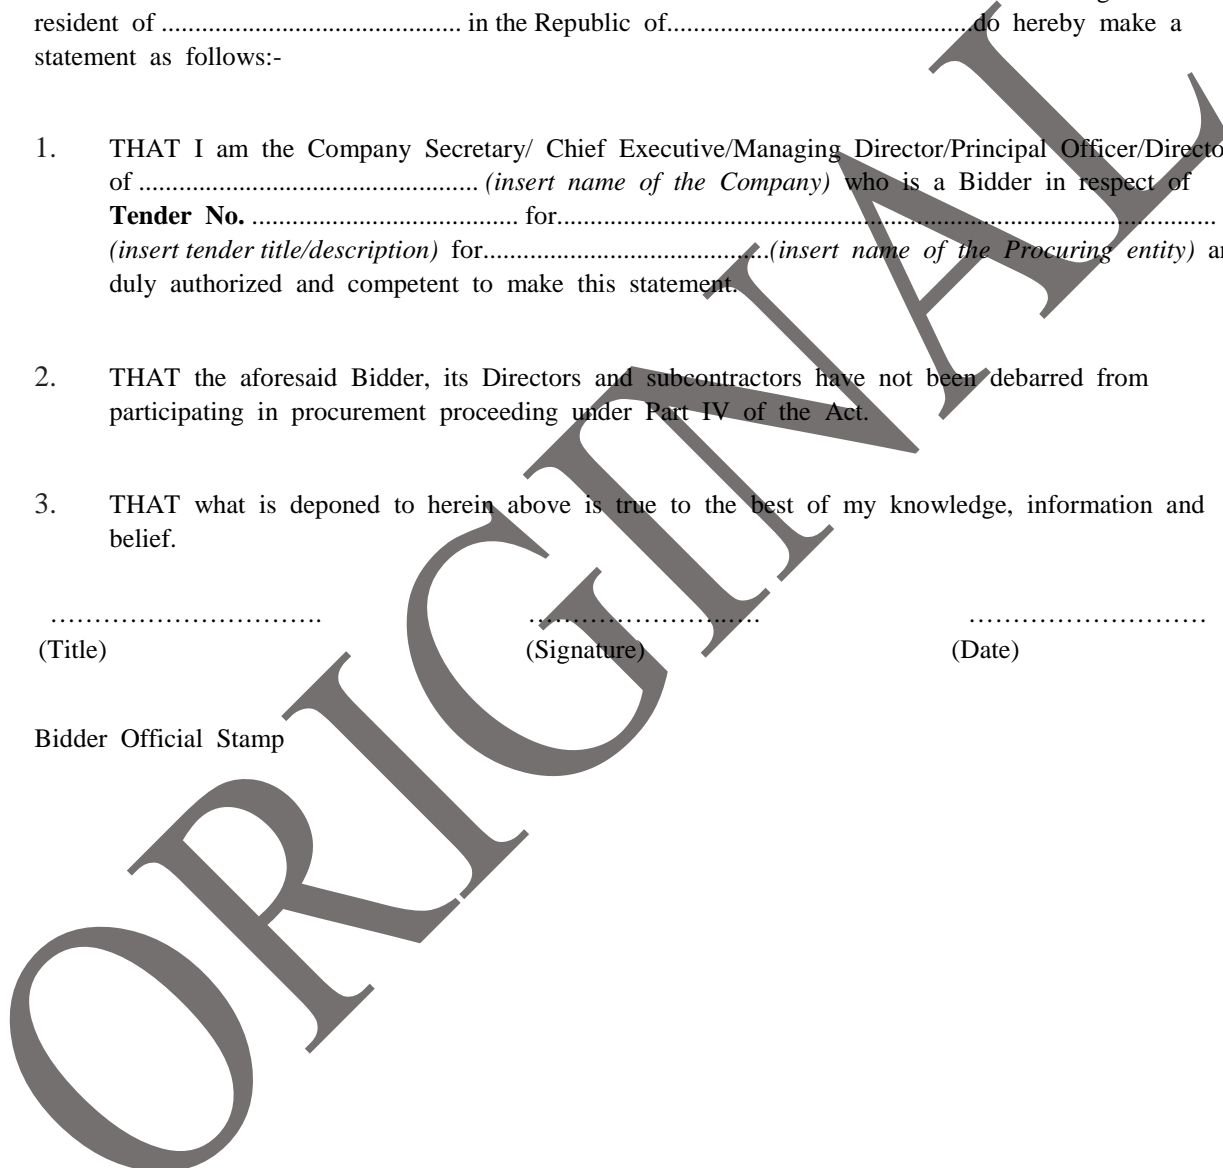 resident of .............................................. in the Republic of...............................................do hereby make a
statement as follows:-
1. THAT I am the Company Secretary/ Chief Executive/Managing Director/Principal Officer/Directo
of .................................................... (insert name of the Company) who is a Bidder in respect of
Tender No. ......................................... for.....................................................................................................
(insert tender title/description) for............................................(insert name of the Procuring entity) an
duly authorized and competent to make this statement.
2. THAT the aforesaid Bidder, its Directors and subcontractors have not been debarred from
participating in procurement proceeding under Part IV of the Act.
3. THAT what is deponed to herein above is true to the best of my knowledge, information and
belief.
………………………….. ………………….……. ………………………
(Title) (Signature) (Date)
Bidder Official Stamp
ORIGINAL